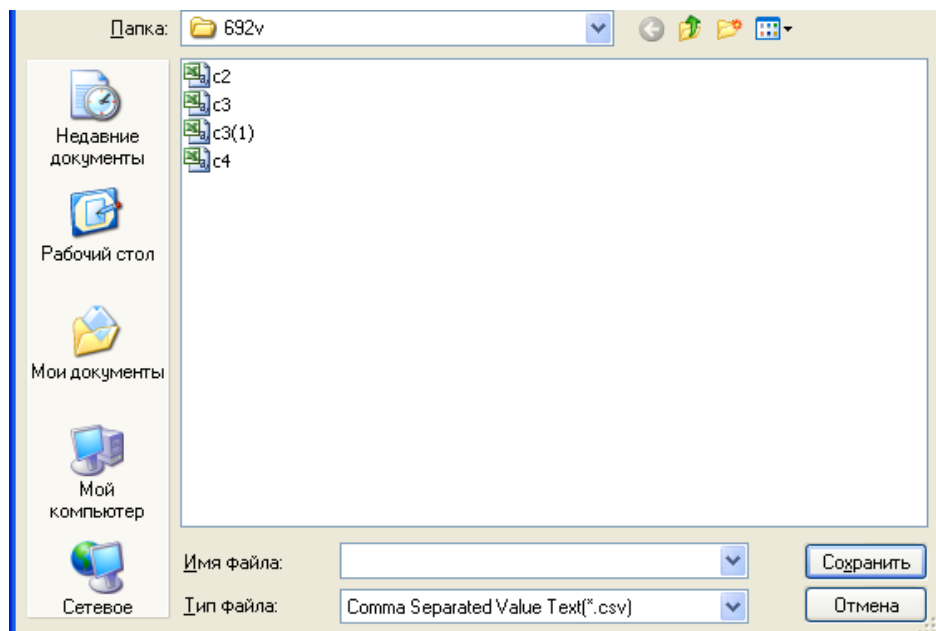 Папка: 692v
c2
c3
c3(1)
c4
Недавние
документы
Рабочий стол
Мои документы
Мой
компьютер
Сетевое
Имя файла:
Сохранить
Тип файла: Comma Separated Value Text(*.csv)
Отмена